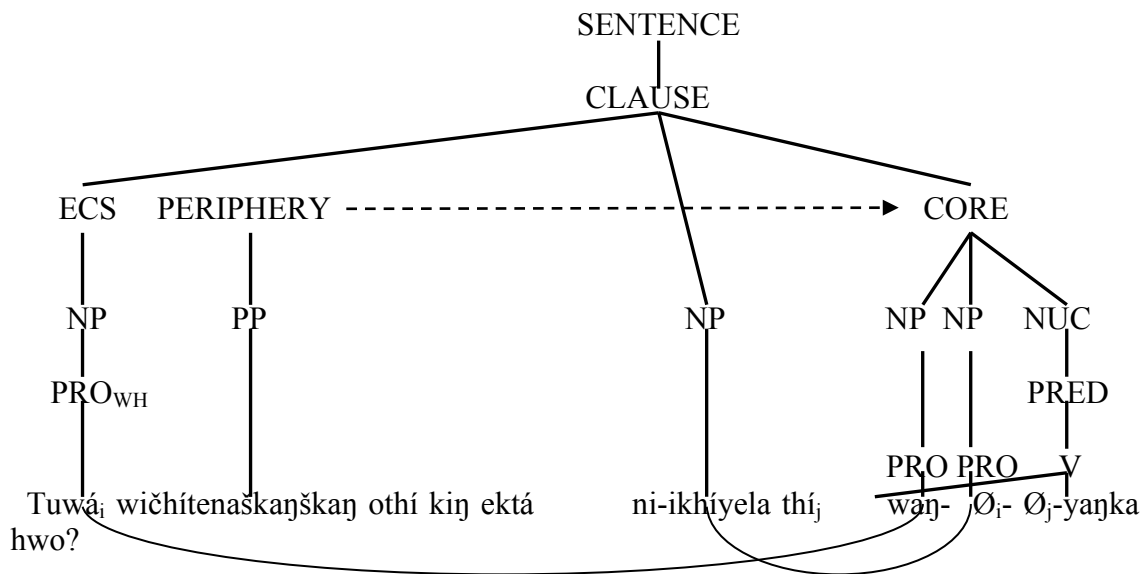 SENTENCE
CLAUSE
ECS PERIPHERY CORE
NP PP NP NP NP NUC
PROWH PRED
PRO PRO V
Tuwái wičhítenaškaŋškaŋ othí kiŋ ektá ni-ikhíyela thíj waŋ- Øi- Øj-yaŋka
hwo?